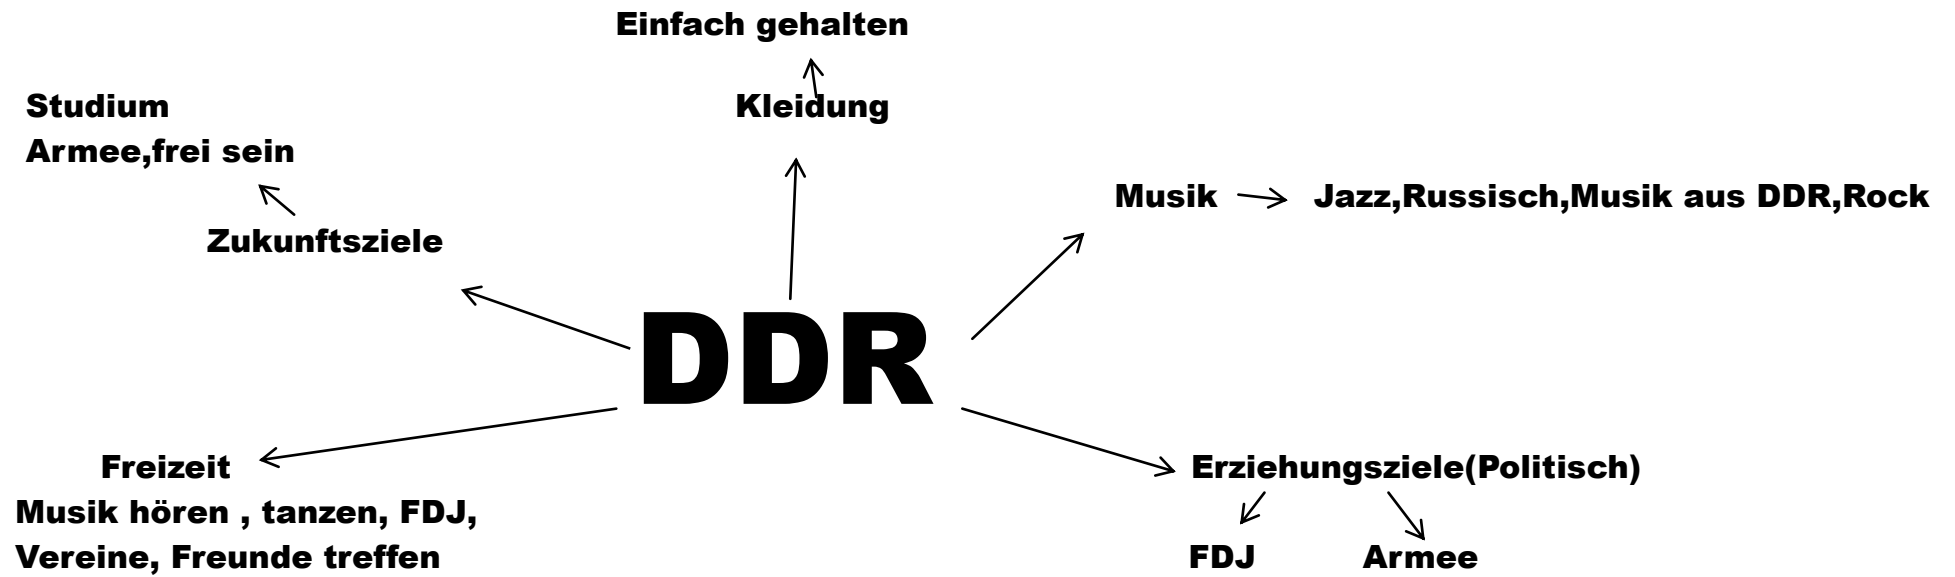 Einfach gehalten
Kleidung
Studium
Armee,frei sein
Zukunftsziele
Musik
Jazz,Russisch,Musik aus DDR,Rock
DDR
Freizeit
Musik hören , tanzen, FDJ,
Vereine, Freunde treffen
Erziehungsziele(Politisch)
FDJ
Armee